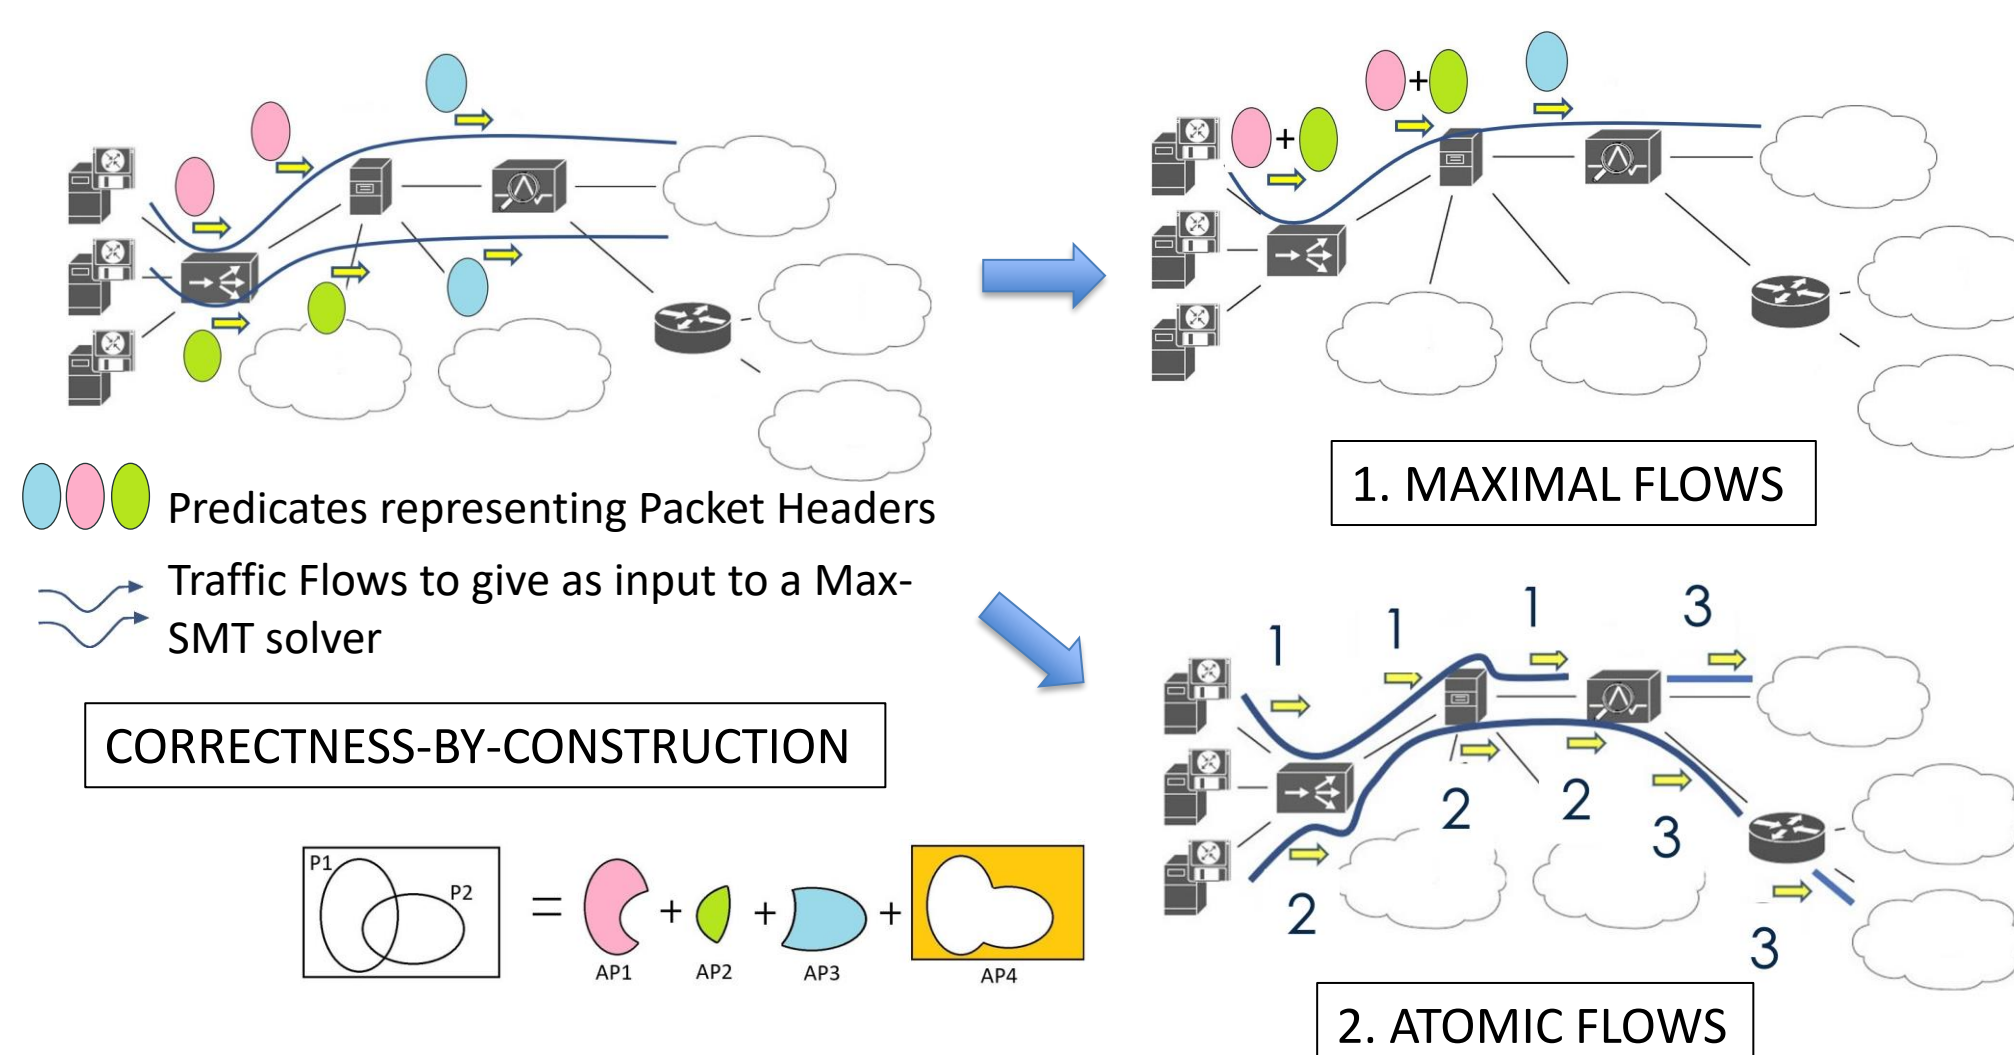 +
+
1. MAXIMAL FLOWS
Predicates representing Packet Headers
Traffic Flows to give as input to a Max-
SMT solver
CORRECTNESS-BY-CONSTRUCTION
P1
P2
= + + +
AP1 AP2 AP3 AP4
1 1 1 3
2 2 2 3 3
2. ATOMIC FLOWS